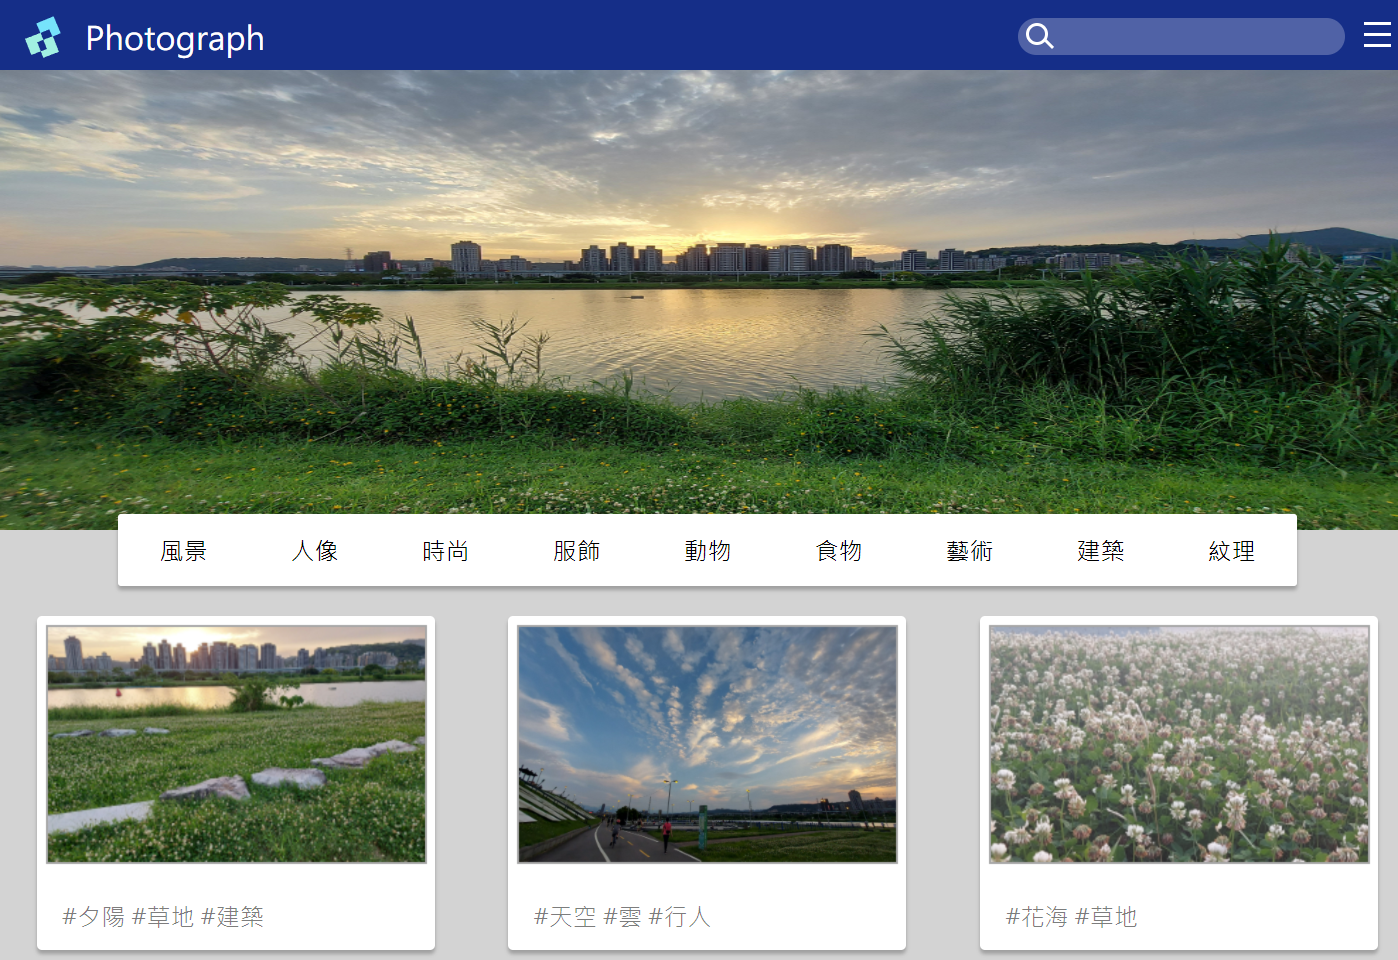 Photograph
風景 人像 時尚 服飾 動物 食物 藝術 建築 紋理
#夕陽 #草地 #建築
#天空 #雲 #行人
#花海 #草地